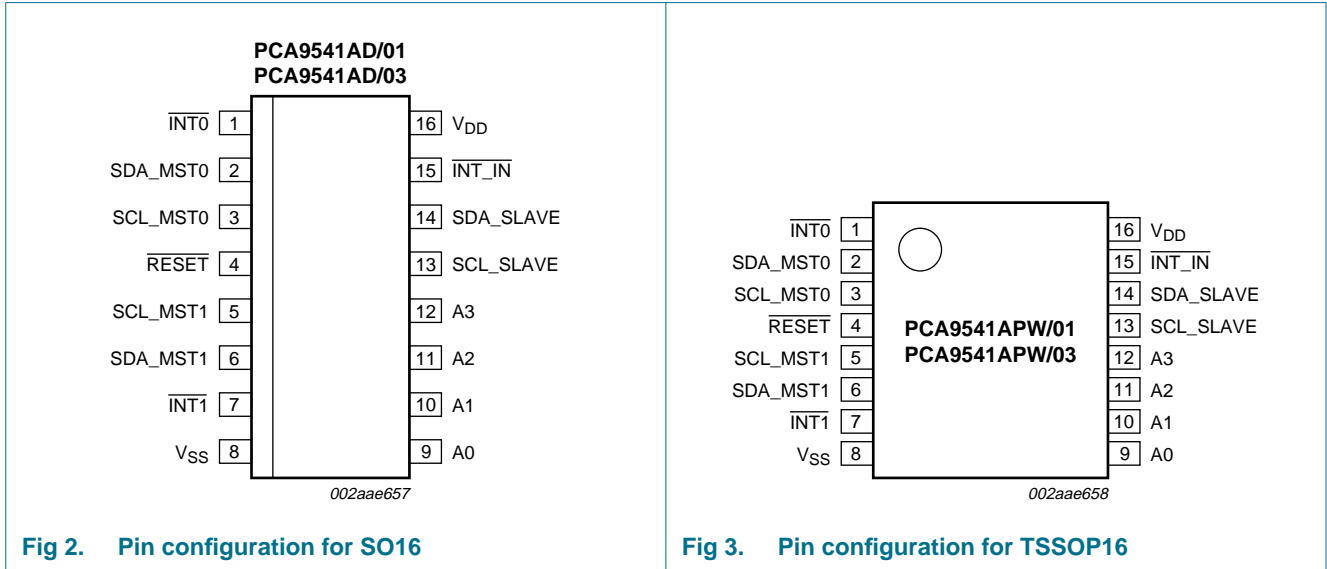 PCA9541AD/01
PCA9541AD/03
INT0 1
SDA_MST0 2
SCL_MST0 3
RESET 4
SCL_MST1 5
SDA_MST1 6
INT1 7
VSS 8
16 VDD
15 INT_IN
14 SDA_SLAVE
13 SCL_SLAVE
12 A3
11 A2
10 A1
9 A0
002aae657
Fig 2. Pin configuration for SO16
INT0 1
SDA_MST0 2
SCL_MST0 3
RESET 4
SCL_MST1 5
SDA_MST1 6
INT1 7
VSS 8
PCA9541APW/01
PCA9541APW/03
16 VDD
15 INT_IN
14 SDA_SLAVE
13 SCL_SLAVE
12 A3
11 A2
10 A1
9 A0
002aae658
Fig 3. Pin configuration for TSSOP16